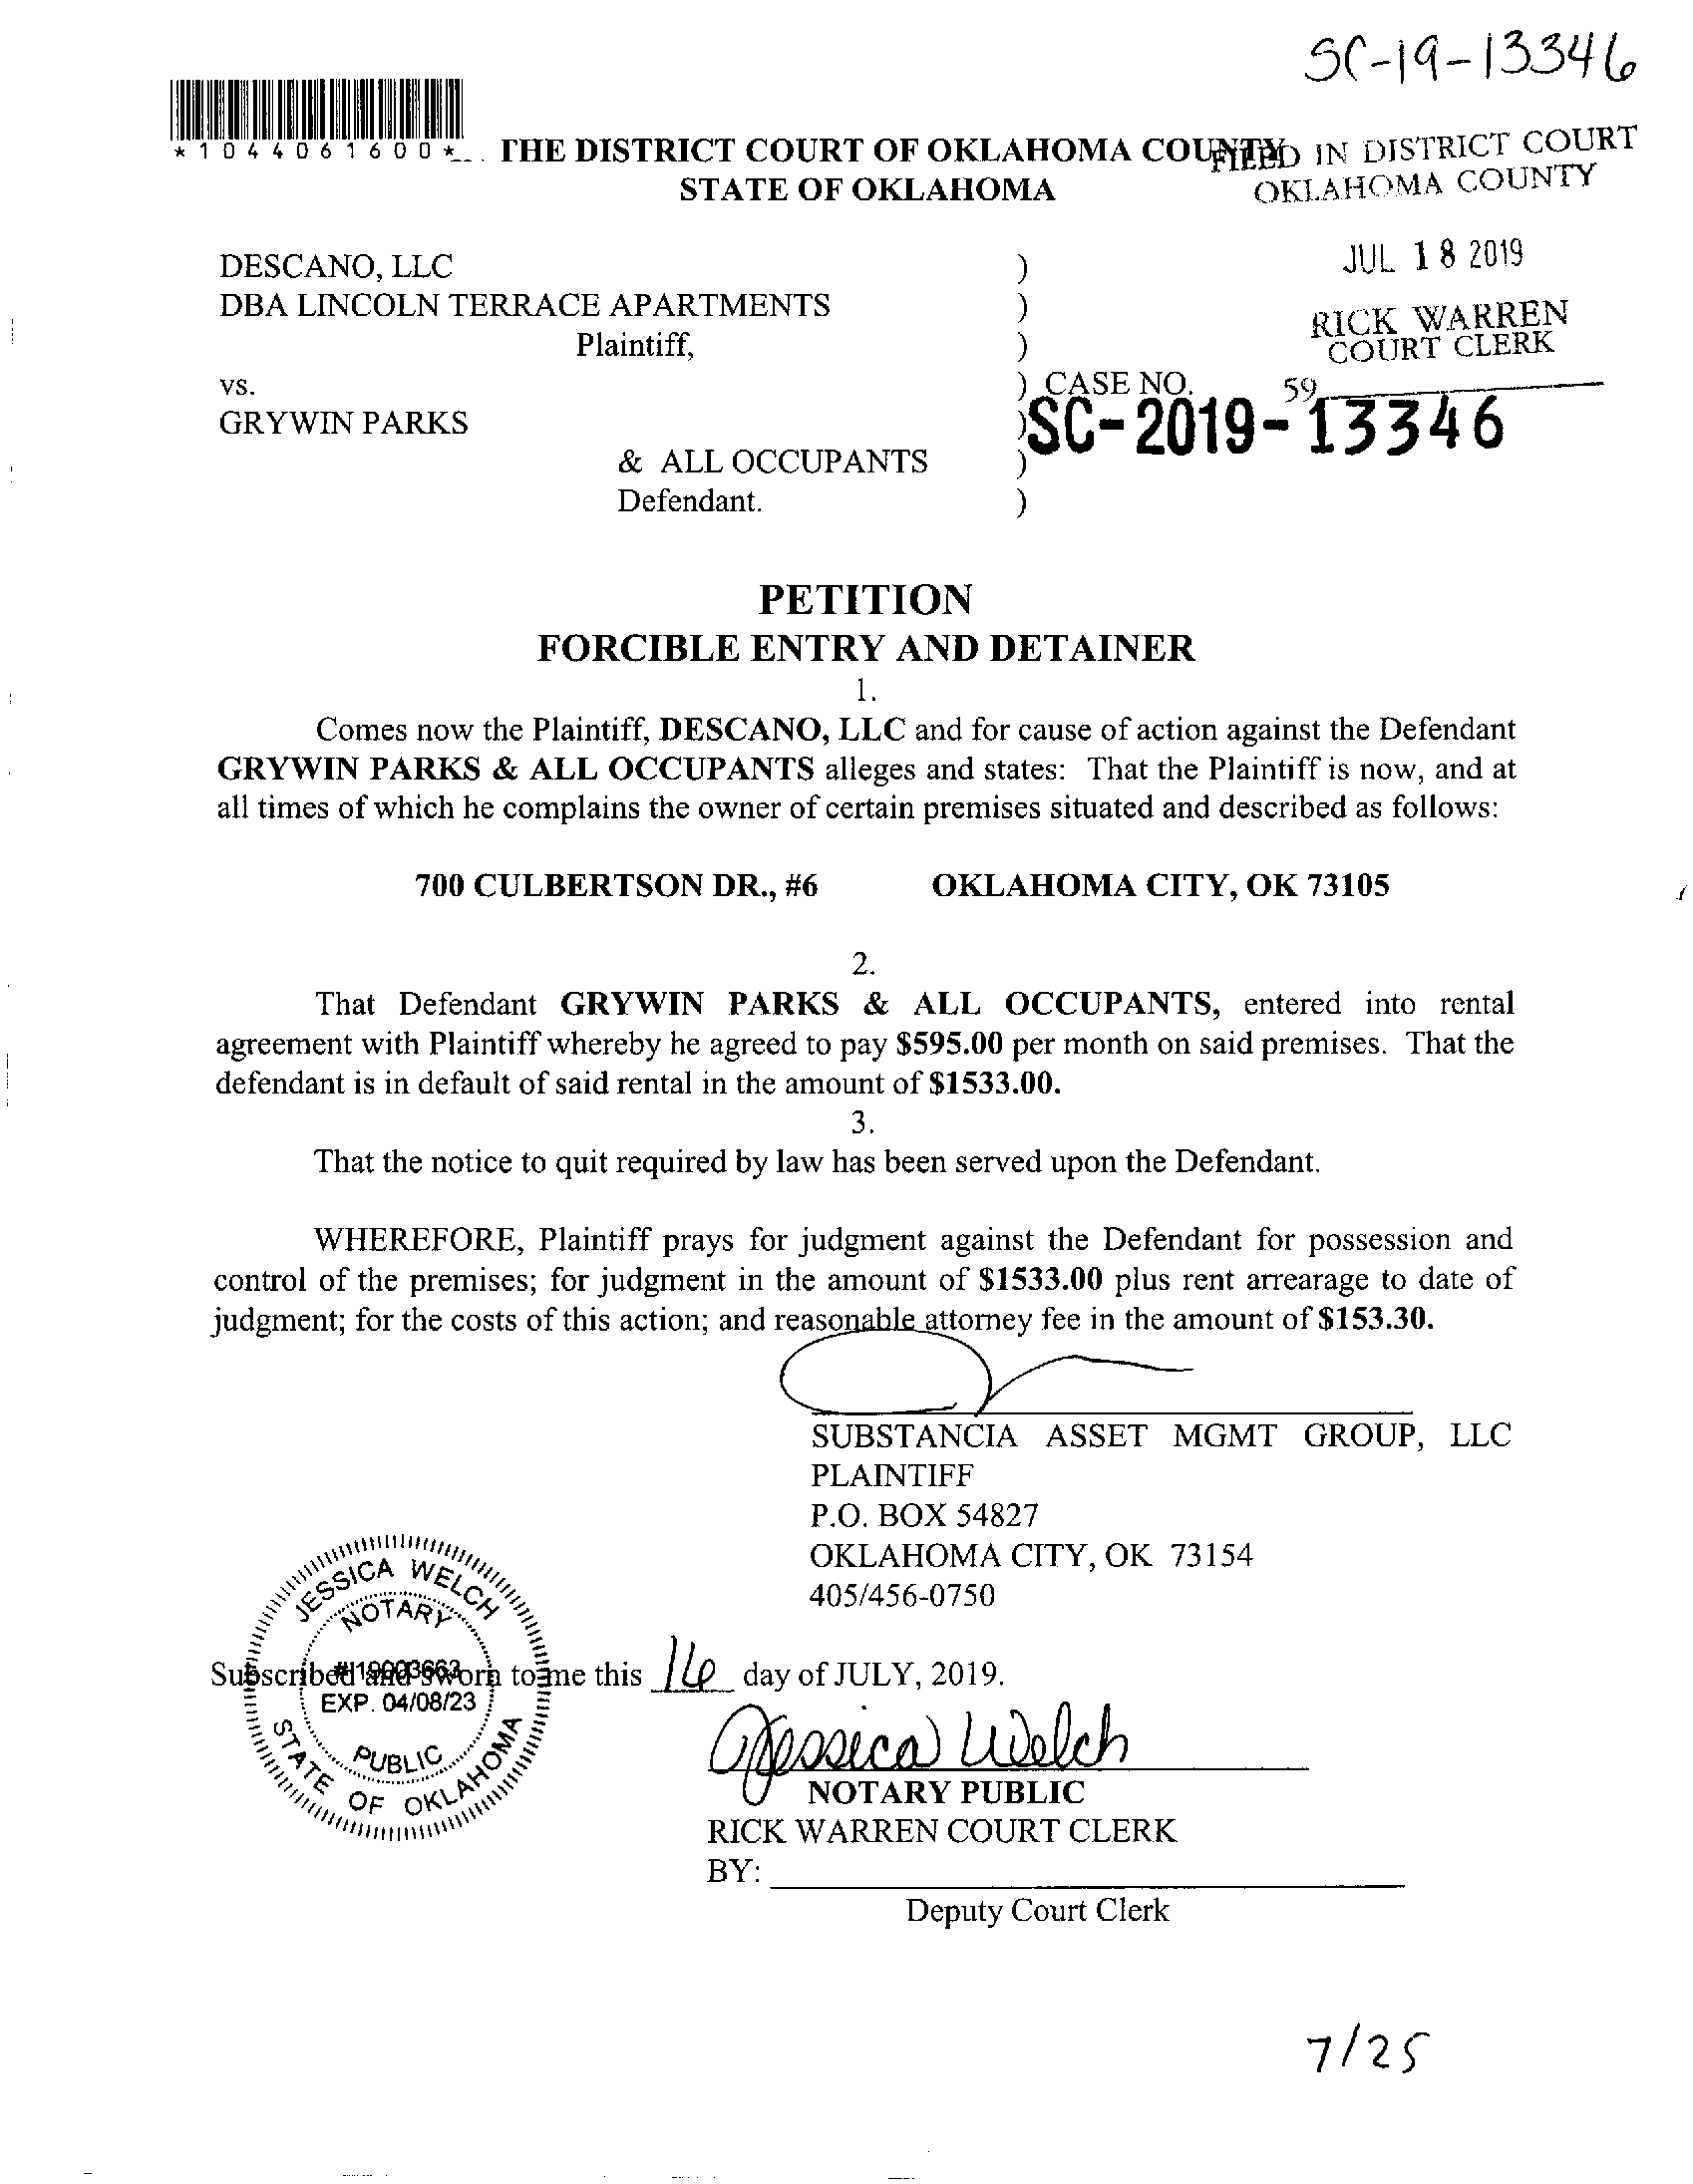 SC-19-13346
*1044061600*
THE DISTRICT COURT OF OKLAHOMA COUNTY
STATE OF OKLAHOMA
FILED IN DISTRICT COURT
OKLAHOMA COUNTY
JUL 18 2019
RICK WARREN
COURT CLERK
59
DESCANO, LLC )
DBA LINCOLN TERRACE APARTMENTS )
Plaintiff, )
vs. ) CASE NO.
GRYWIN PARKS ) SC-2019-13346
& ALL OCCUPANTS )
Defendant. )
PETITION
FORCIBLE ENTRY AND DETAINER
1.
Comes now the Plaintiff, DESCANO, LLC and for cause of action against the Defendant
GRYWIN PARKS & ALL OCCUPANTS alleges and states: That the Plaintiff is now, and at
all times of which he complains the owner of certain premises situated and described as follows:
700 CULBERTSON DR., #6 OKLAHOMA CITY, OK 73105
2.
That Defendant GRYWIN PARKS & ALL OCCUPANTS, entered into rental
agreement with Plaintiff whereby he agreed to pay $595.00 per month on said premises. That the
defendant is in default of said rental in the amount of $1533.00.
3.
That the notice to quit required by law has been served upon the Defendant.
WHEREFORE, Plaintiff prays for judgment against the Defendant for possession and
control of the premises; for judgment in the amount of $1533.00 plus rent arrearage to date of
judgment; for the costs of this action; and reasonable attorney fee in the amount of $153.30.
SUBSTANCIA ASSET MGMT GROUP, LLC
PLAINTIFF
P.O. BOX 54827
OKLAHOMA CITY, OK 73154
405/456-0750
JESSICA WELCH
NOTARY
#19003663
EXP. 04/08/23
PUBLIC
STATE OF OKLAHOMA
Subscribed and sworn to me this 16 day of JULY, 2019.
Jessica Welch
NOTARY PUBLIC
RICK WARREN COURT CLERK
BY:
Deputy Court Clerk
7/25